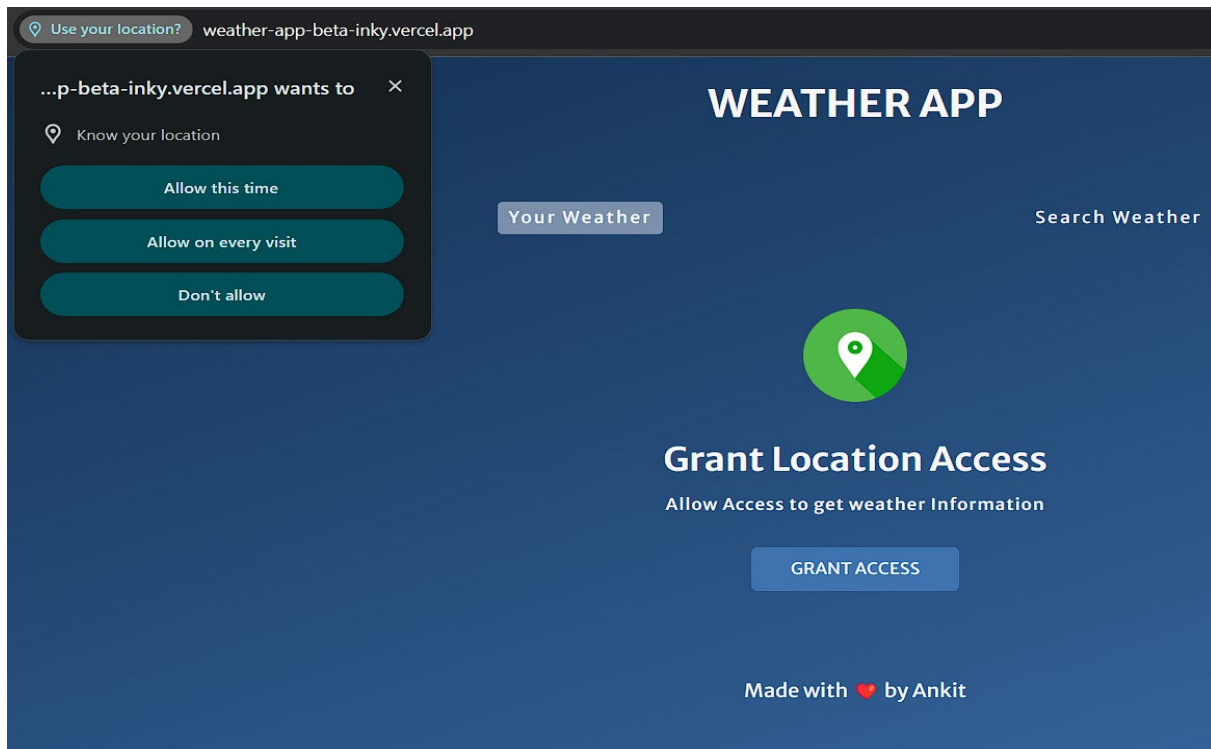 Use your location? weather-app-beta-inky.vercel.app
...p-beta-inky.vercel.app wants to
Know your location
Allow this time
Allow on every visit
Don't allow
WEATHER APP
Your Weather
Search Weather
Grant Location Access
Allow Access to get weather Information
GRANT ACCESS
Made with ❤️ by Ankit